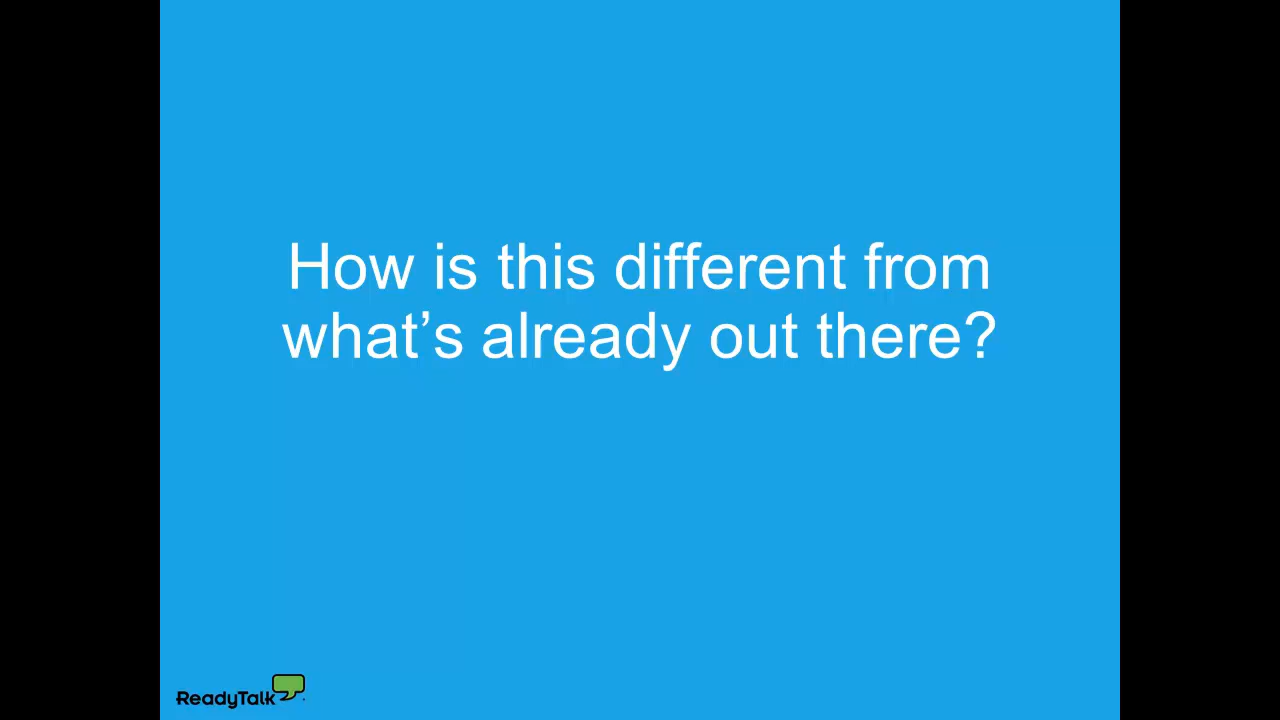 How is this different from
what’s already out there?
ReadyTalk